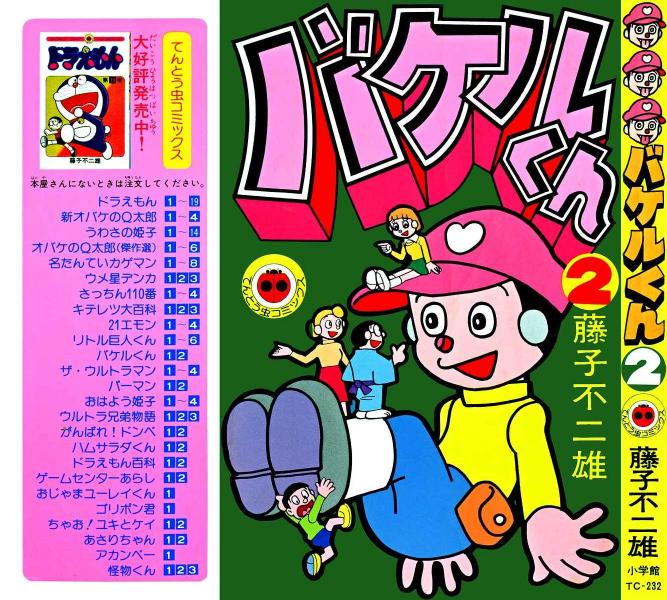 てんとう虫コミックス
大好評発売中!
だいこうひょうはつばいちゅう
ドラえもん
藤子不二雄
本屋さんにないときは注文してください。
ドラえもん 1~19
新オバケのQ太郎 1~4
うわさの姫子 1~14
オバケのQ太郎(傑作選) 1~6
名たんていカゲマン 1~8
ウメ星デンカ 1 2 3
さっちん110番 1~4
キテレツ大百科 1 2 3
21エモン 1~4
リトル巨人くん 1~6
バケルくん 1 2
ザ・ウルトラマン 1~4
パーマン 1 2
おはよう姫子 1~4
ウルトラ兄弟物語 1 2 3
がんばれ!ドンベ 1 2
ハムサラダくん 1 2
ドラえもん百科 1 2
ゲームセンターあらし 1 2
おじゃまユーレイくん 1
ゴリポン君 1
ちゃお!ユキとケイ 1 2
あさりちゃん 1 2
アカンベー 1
怪物くん 1 2 3
バケルくん
2
藤子不二雄
てんとう虫コミックス
バケルくん
2
てんとう虫コミックス
藤子不二雄
小学館
TC-232